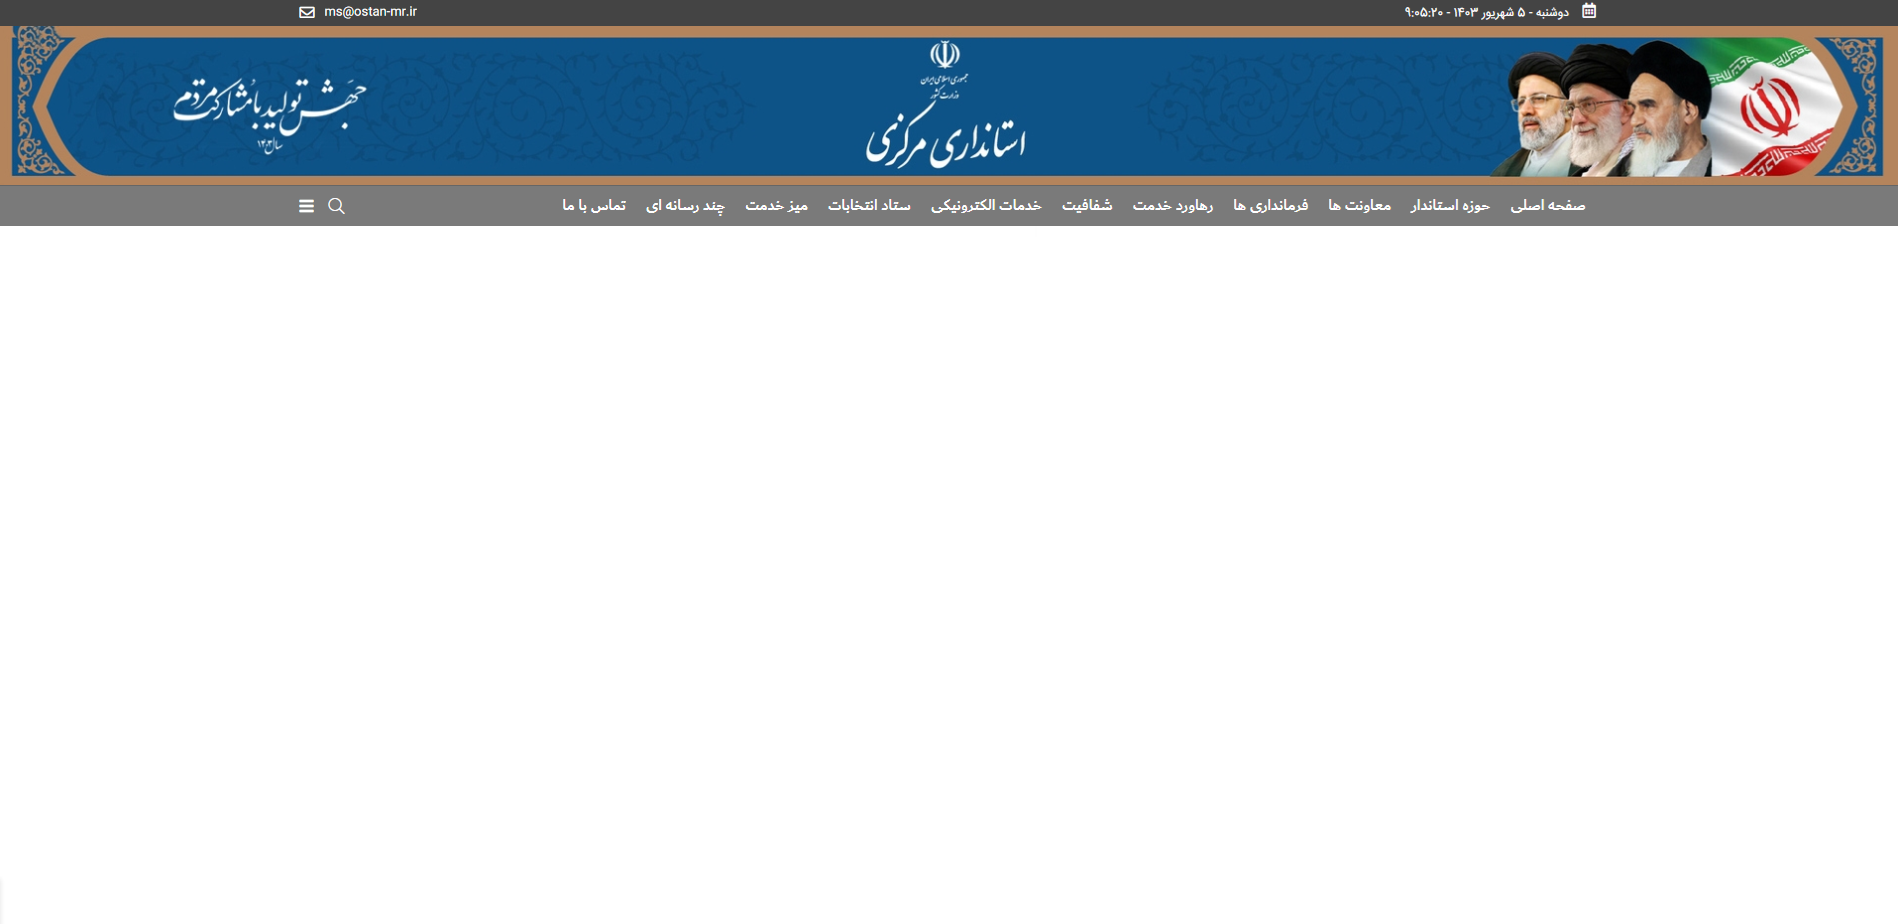 دوشنبه - ۵ شهریور ۱۴۰۳ - ۹:۰۵:۲۰
ms@ostan-mr.ir
جمهوری اسلامی ایران
وزارت کشور
استانداری مرکزی
جهش تولید با مشارکت مردم
سال ۱۴۰۳
صفحه اصلی
حوزه استاندار
معاونت ها
فرمانداری ها
رهاورد خدمت
شفافیت
خدمات الکترونیکی
ستاد انتخابات
میز خدمت
چند رسانه ای
تماس با ما